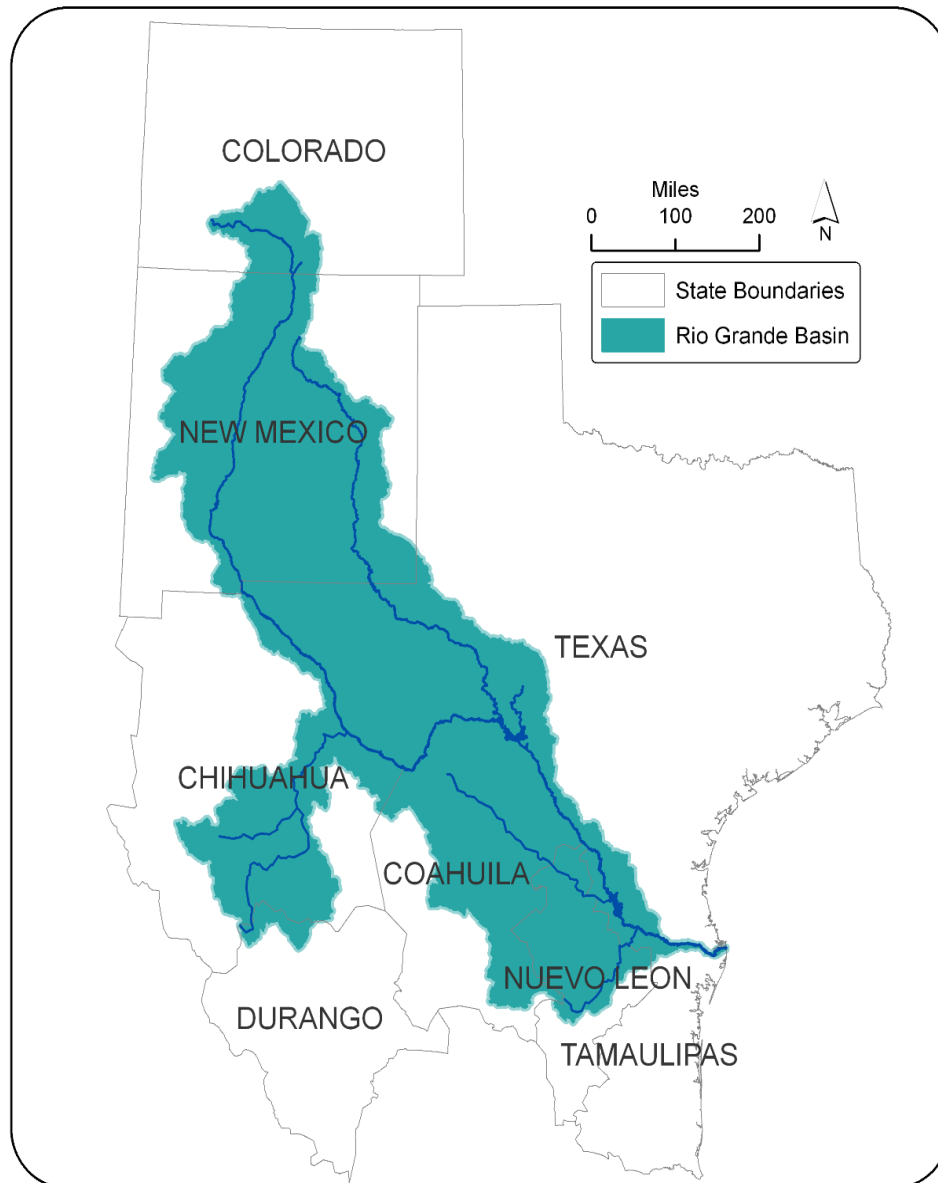 COLORADO
Miles
0 100 200
N
State Boundaries
Rio Grande Basin
NEW MEXICO
TEXAS
CHIHUAHUA
COAHUILA
NUEVO LEON
DURANGO
TAMAULIPAS